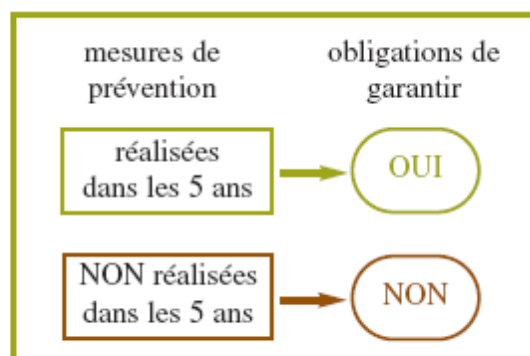 mesures de
prévention
obligations de
garantir
réalisées
dans les 5 ans
OUI
NON réalisées
dans les 5 ans
NON